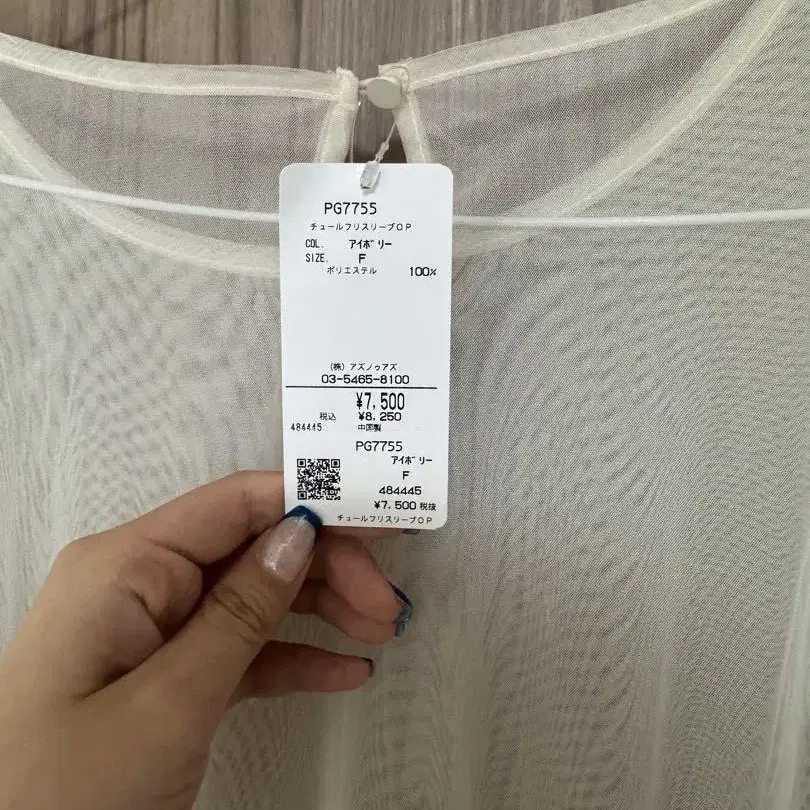 PG7755
チュールフリスリーブOP
COL. アイボリー
SIZE. F
ポリエステル 100%
(株) アズノゥアズ
03-5465-8100
¥7,500
税込 ¥8,250
484445 中国製
PG7755
アイボリー
F
484445
¥7,500 税抜
チュールフリスリーブOP